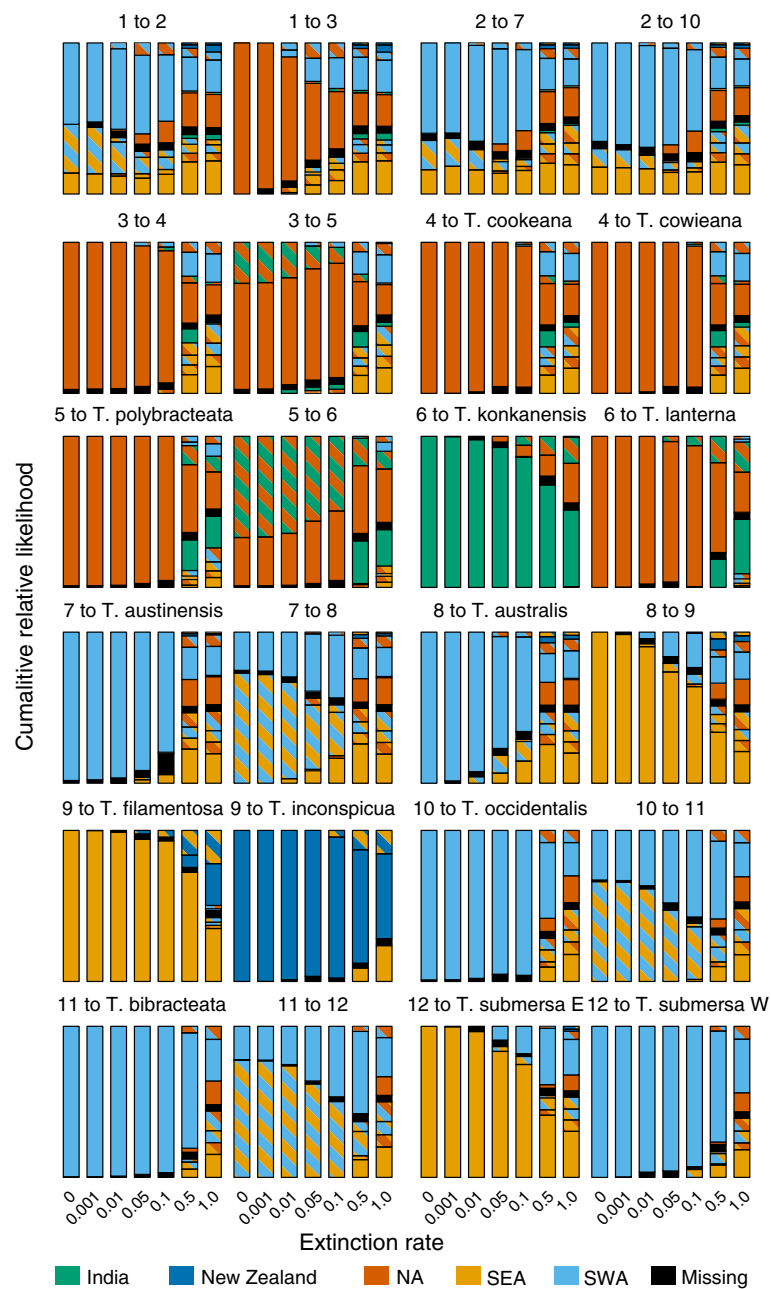 1 to 2 1 to 3 2 to 7 2 to 10
3 to 4 3 to 5 4 to T. cookeana 4 to T. cowieana
5 to T. polybracteata 5 to 6 6 to T. konkanensis 6 to T. lanterna
7 to T. austinensis 7 to 8 8 to T. australis 8 to 9
9 to T. filamentosa 9 to T. inconspicua 10 to T. occidentalis 10 to 11
11 to T. bibracteata 11 to 12 12 to T. submersa E 12 to T. submersa W
Cumalitive relative likelihood
0 0.001 0.01 0.05 0.1 0.5 1.0 0 0.001 0.01 0.05 0.1 0.5 1.0 0 0.001 0.01 0.05 0.1 0.5 1.0 0 0.001 0.01 0.05 0.1 0.5 1.0
Extinction rate
India New Zealand NA SEA SWA Missing